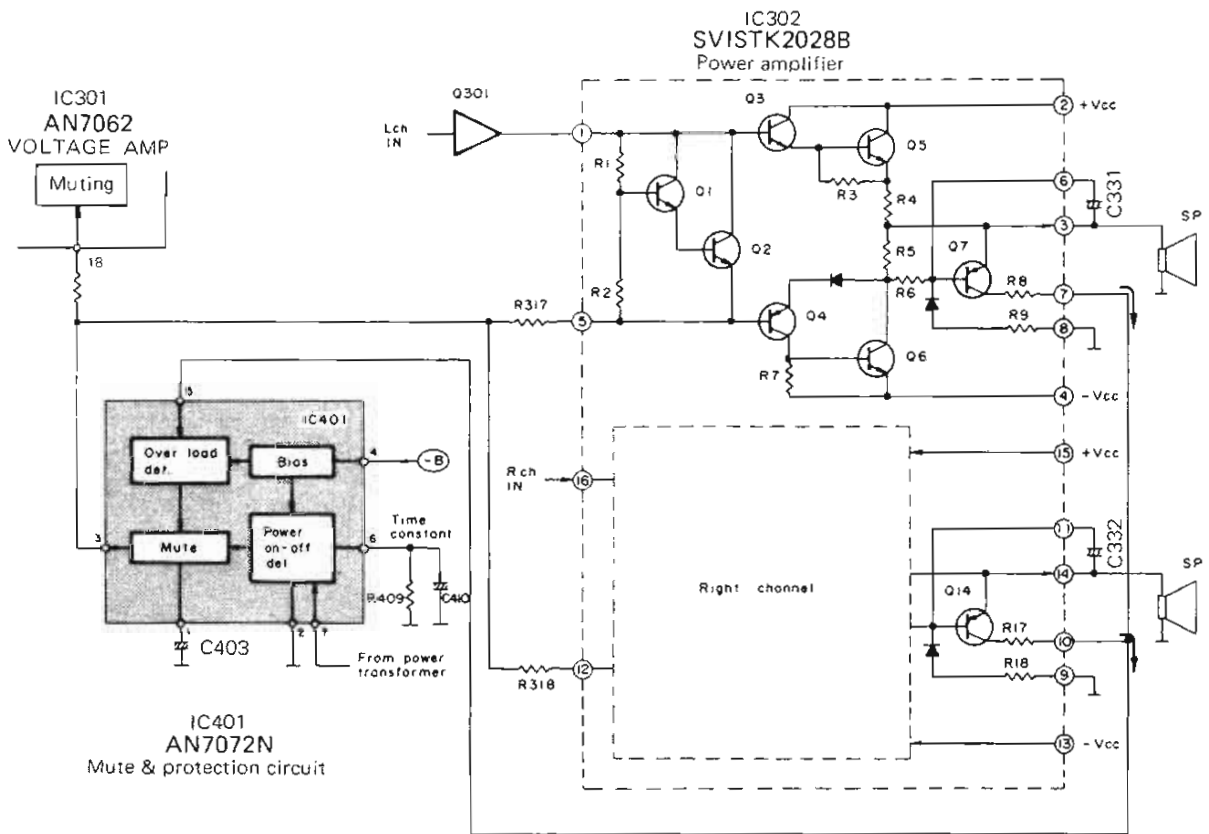 IC302
SVISTK2028B
Power amplifier
IC301
AN7062
VOLTAGE AMP
Muting
18
Q301
Lch
IN
1
Q3
2
+Vcc
Q5
R1
Q1
R3
R4
6
C331
3
SP
Q2
R5
Q7
R2
R6
R8
7
R317
5
Q4
R9
8
R7
Q6
4
-Vcc
15
IC401
Over load
det.
Bias
4
-B
Rch
IN
16
15
+Vcc
3
Mute
Power
on-off
det
6
Time
constant
R409
C410
11
C332
14
SP
Right channel
Q14
R17
10
1
C403
2
7
From power
transformer
R318
12
R18
9
13
-Vcc
IC401
AN7072N
Mute & protection circuit